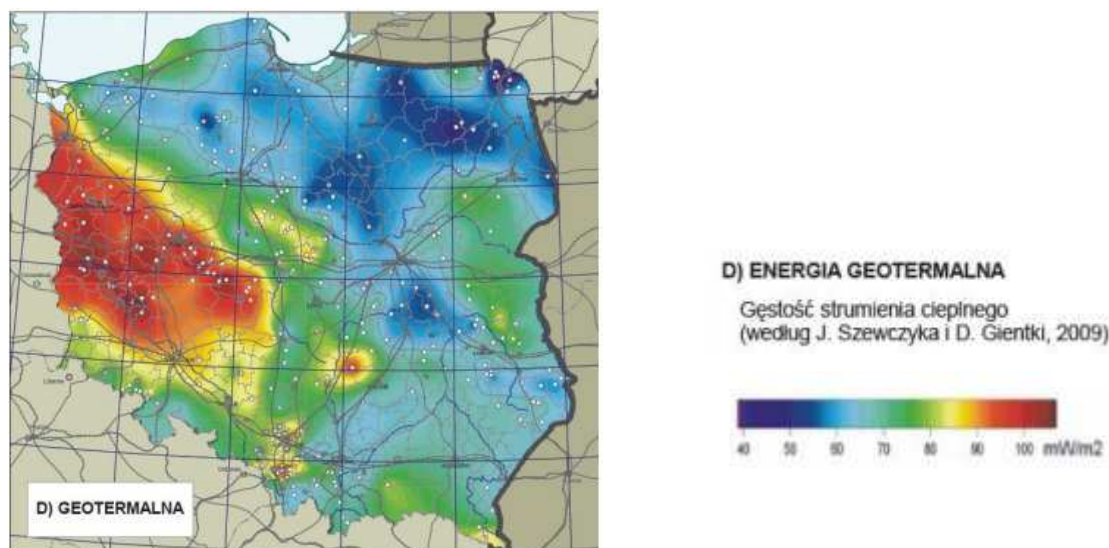 D) GEOTERMALNA
D) ENERGIA GEOTERMALNA
Gęstość strumienia cieplnego
(według J. Szewczyka i D. Gientki, 2009)
40 50 60 70 80 90 100 mW/m2